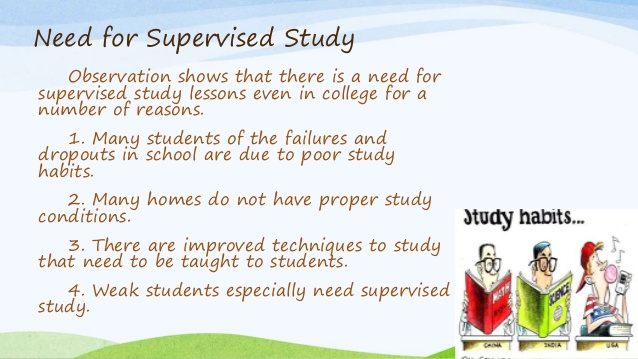 Need for Supervised Study
Observation shows that there is a need for
supervised study lessons even in college for a
number of reasons.
1. Many students of the failures and
dropouts in school are due to poor study
habits.
2. Many homes do not have proper study
conditions.
3. There are improved techniques to study
that need to be taught to students.
4. Weak students especially need supervised
study.
Study habits...
MATH
SCIENCE
CHINA
INDIA
USA